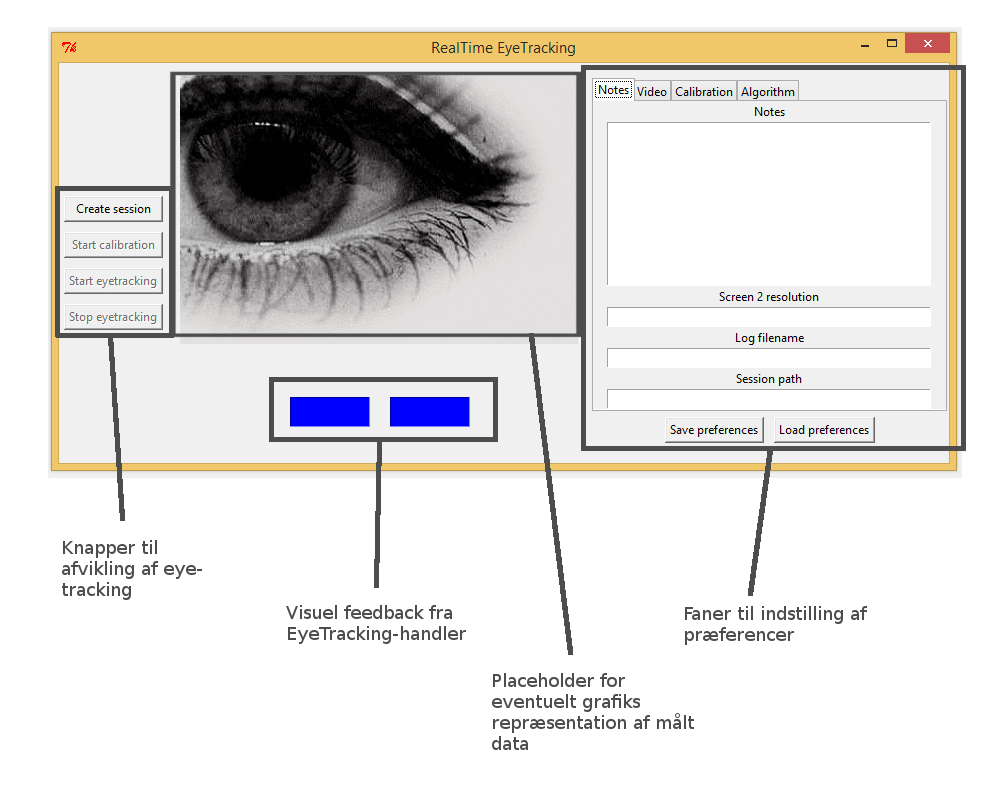 RealTime EyeTracking
Create session
Start calibration
Start eyetracking
Stop eyetracking
Notes Video Calibration Algorithm
Notes
Screen 2 resolution
Log filename
Session path
Save preferences Load preferences
Knapper til
afvikling af eye-
tracking
Visuel feedback fra
EyeTracking-handler
Placeholder for
eventuelt grafiks
repræsentation af målt
data
Faner til indstilling af
præferencer